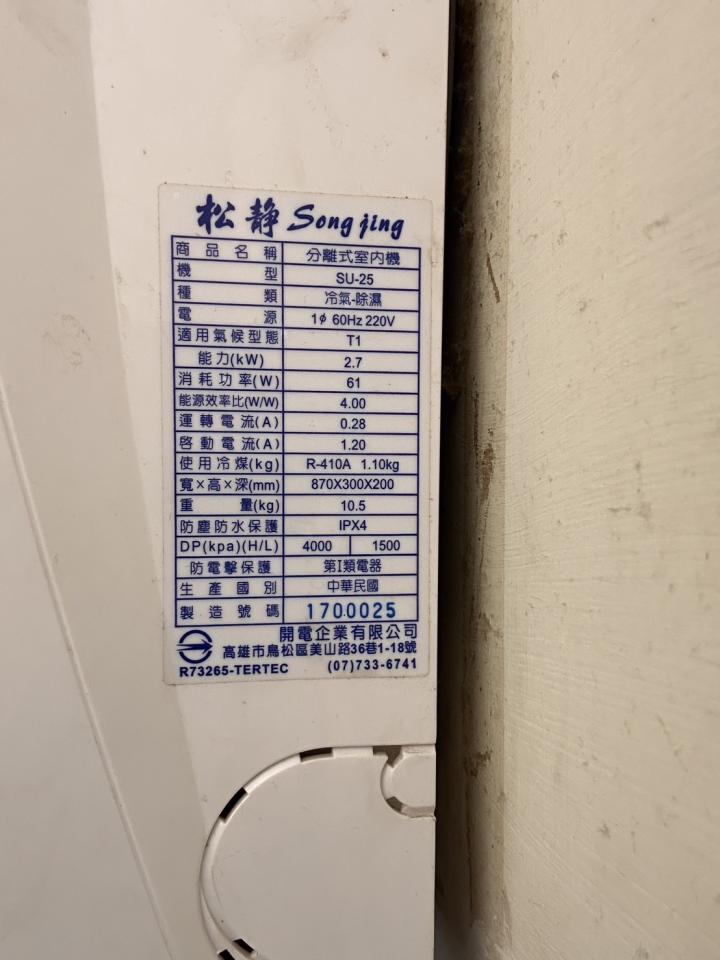 松靜 Songjing
商品名稱 分離式室內機
機型 SU-25
種類 冷氣-除濕
電源 1φ 60Hz 220V
適用氣候型態 T1
能力(kW) 2.7
消耗功率(W) 61
能源效率比(W/W) 4.00
運轉電流(A) 0.28
啓動電流(A) 1.20
使用冷煤(kg) R-410A 1.10kg
寬×高×深(mm) 870X300X200
重量(kg) 10.5
防塵防水保護 IPX4
DP(kpa)(H/L) 4000 1500
防電擊保護 第I類電器
生產國別 中華民國
製造號碼 1700025
開電企業有限公司
高雄市鳥松區美山路36巷1-18號
R73265-TERTEC (07)733-6741